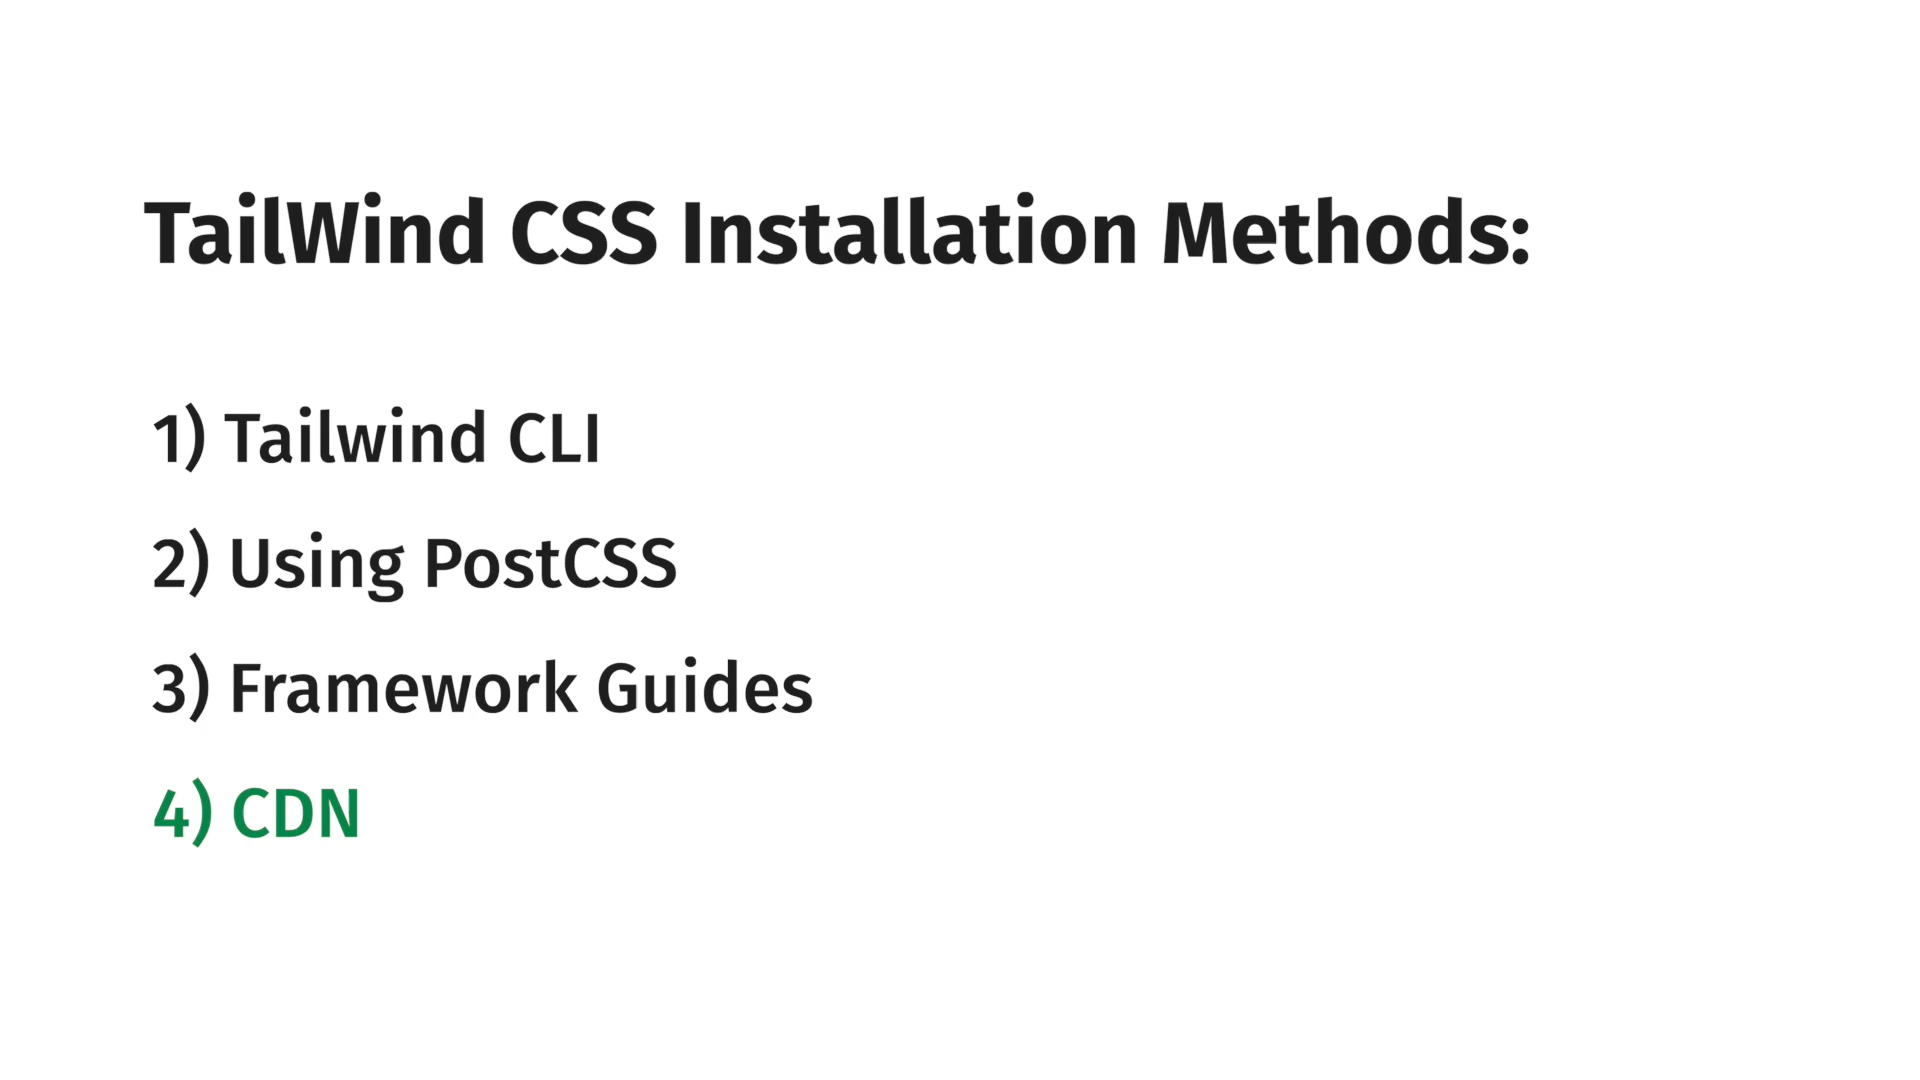 TailWind CSS Installation Methods:
1) Tailwind CLI
2) Using PostCSS
3) Framework Guides
4) CDN